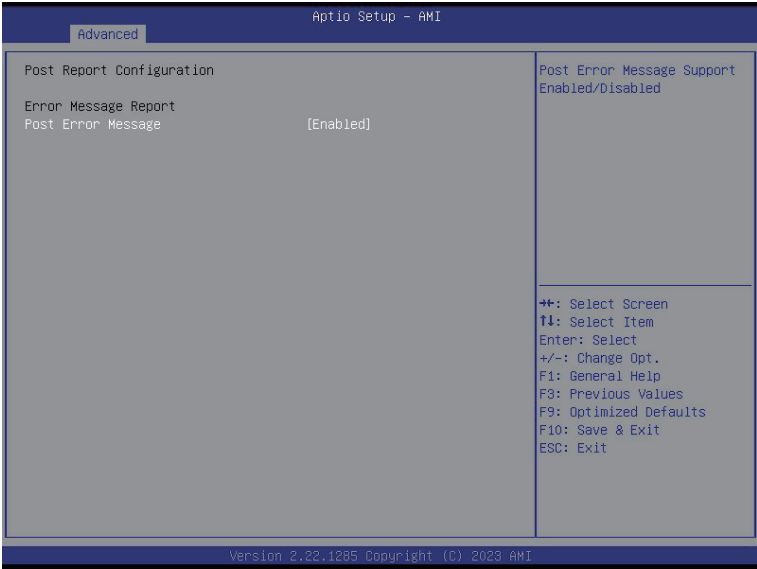 Aptio Setup – AMI
Advanced
Post Report Configuration
Error Message Report
Post Error Message [Enabled]
Post Error Message Support
Enabled/Disabled
→←: Select Screen
↑↓: Select Item
Enter: Select
+/-: Change Opt.
F1: General Help
F3: Previous Values
F9: Optimized Defaults
F10: Save & Exit
ESC: Exit
Version 2.22.1285 Copyright (C) 2023 AMI